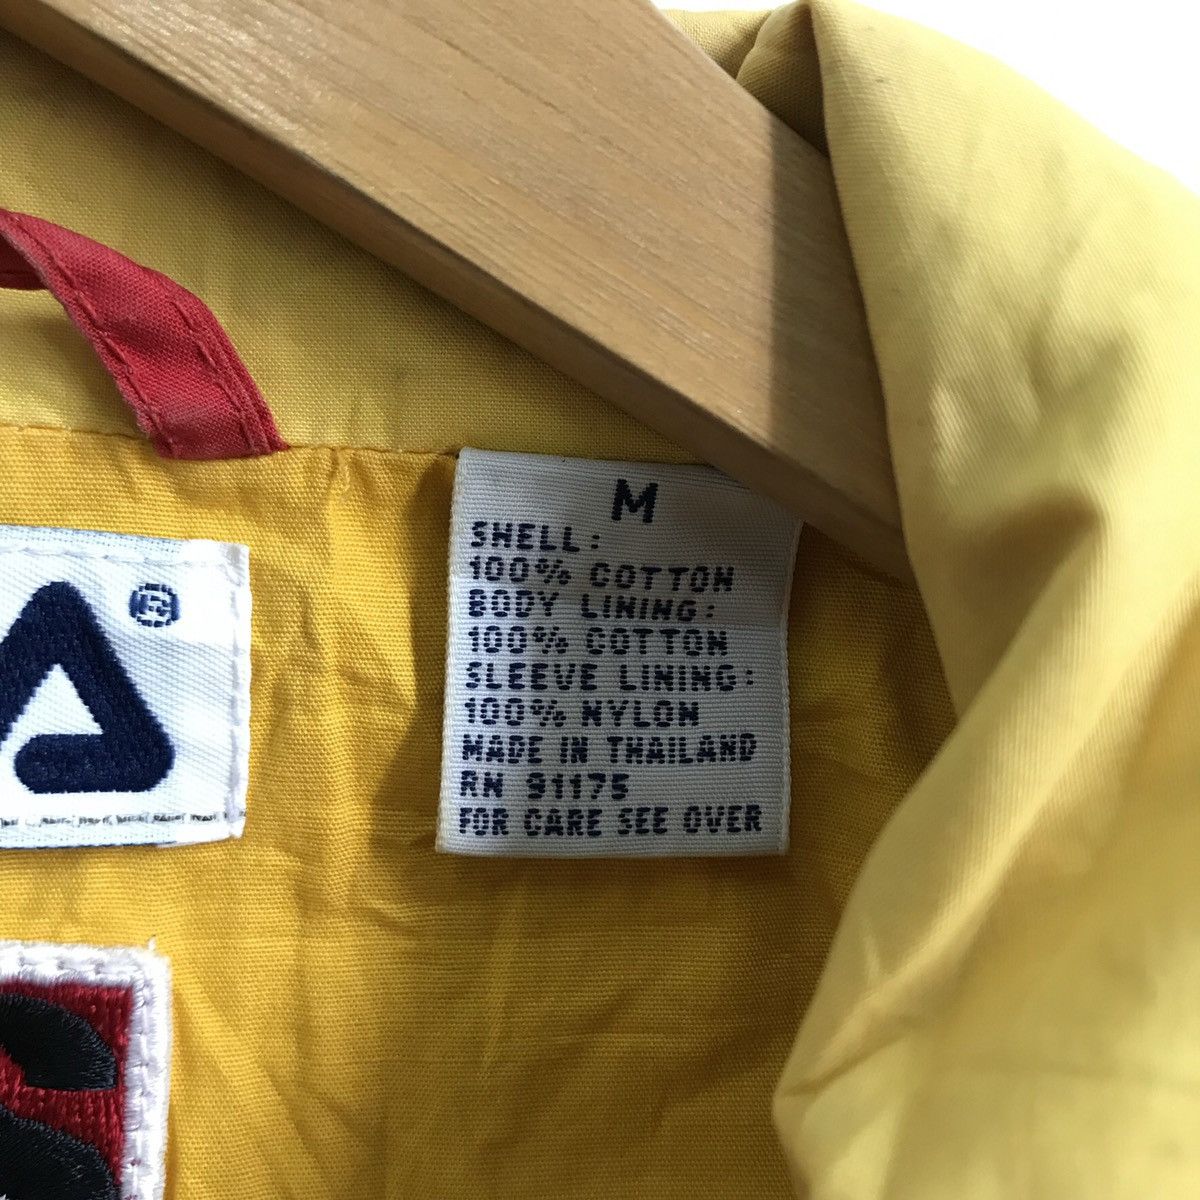 M
SHELL:
100% COTTON
BODY LINING:
100% COTTON
SLEEVE LINING:
100% NYLON
MADE IN THAILAND
RN 91175
FOR CARE SEE OVER
A ®